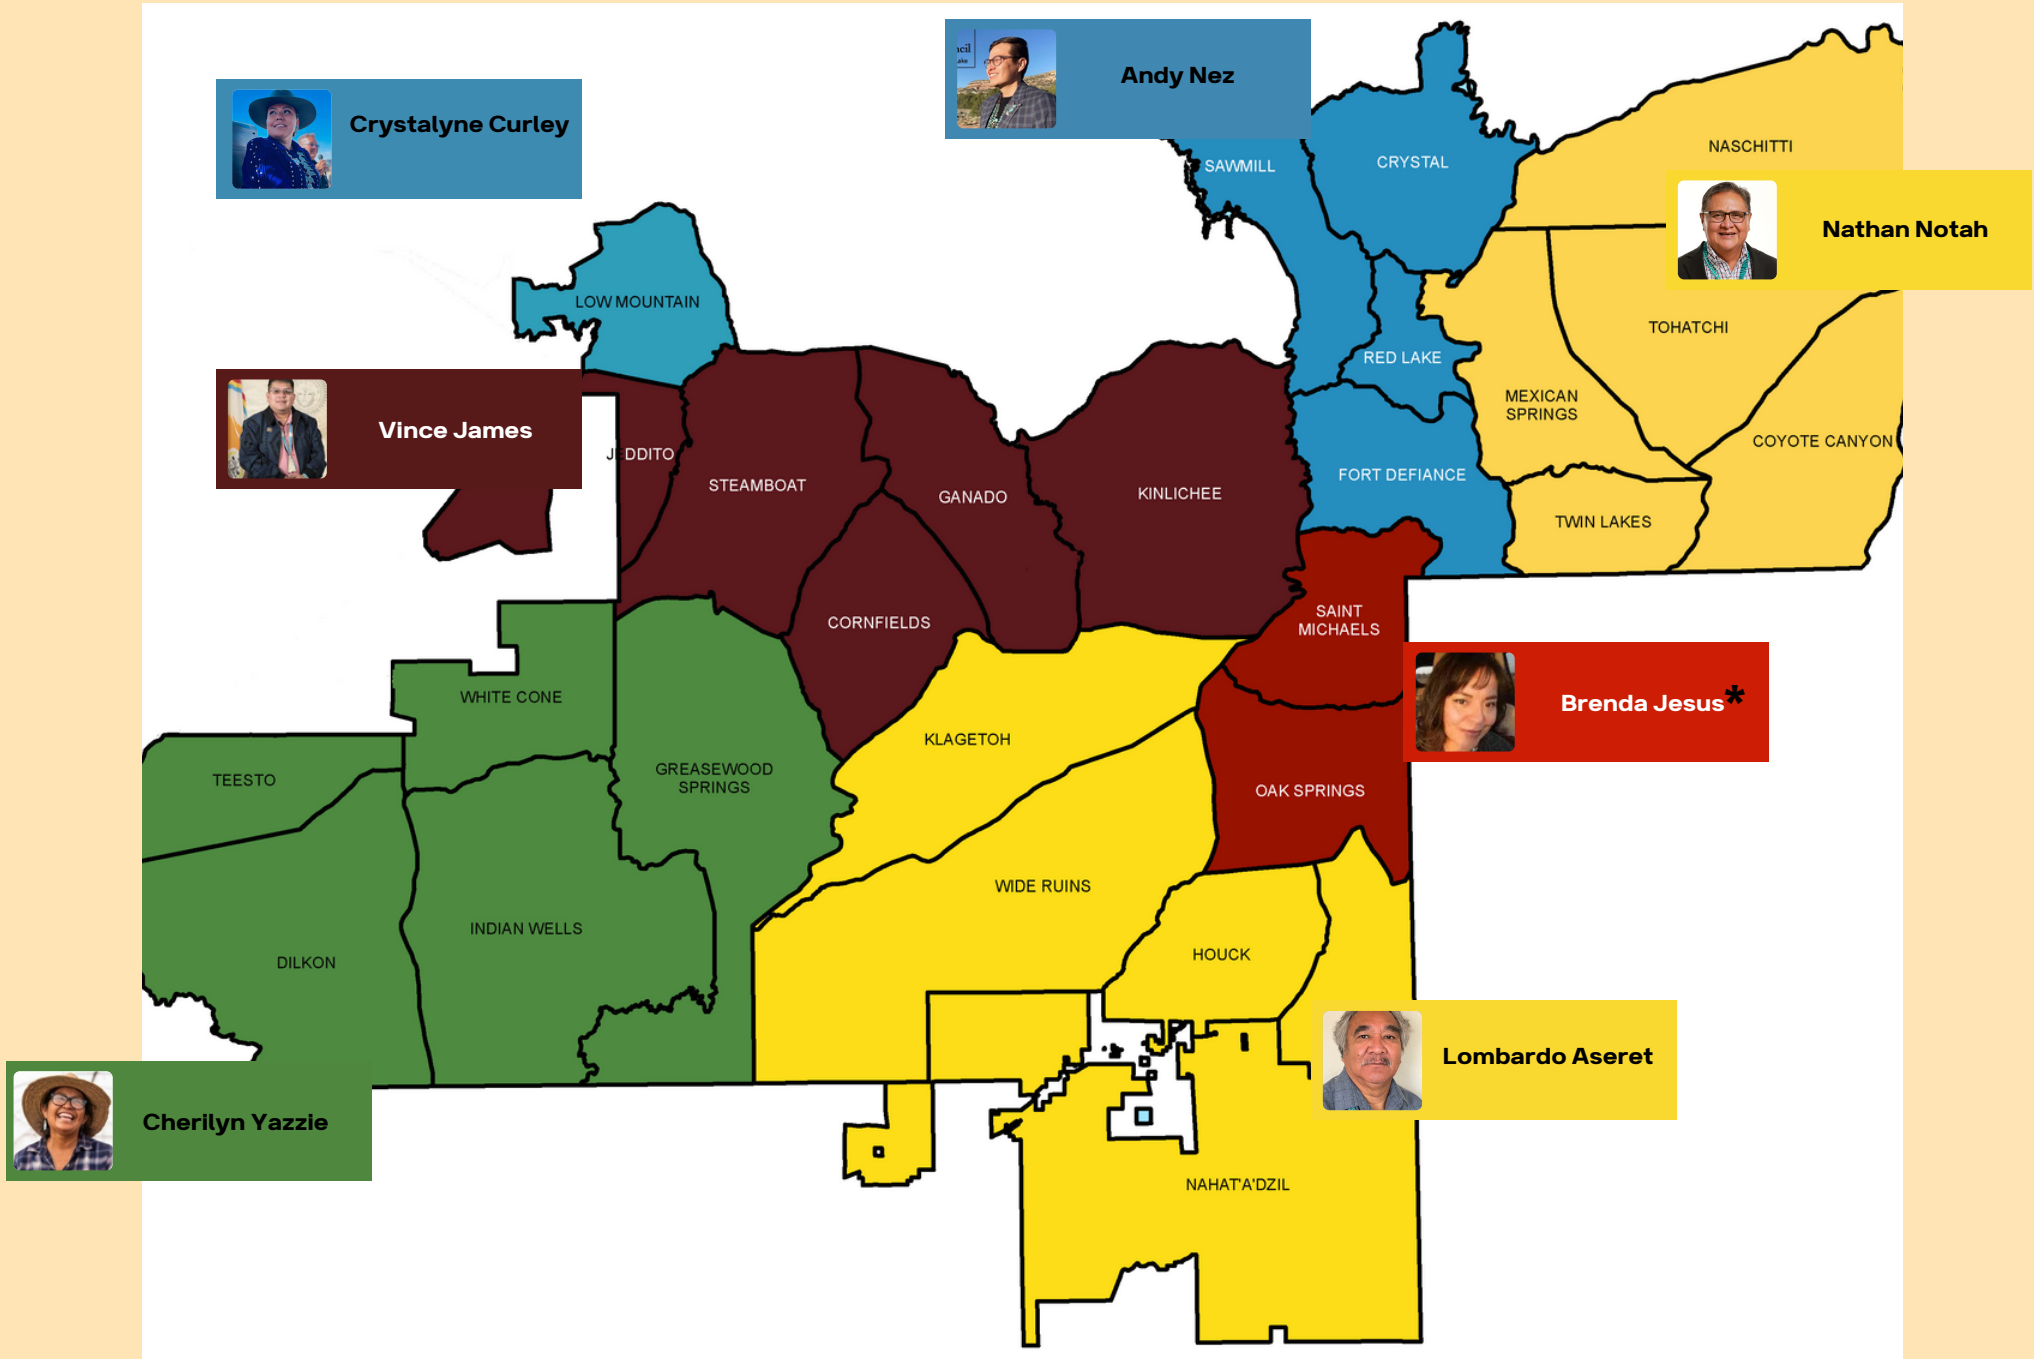 Andy Nez
Crystalyne Curley
SAWMILL
CRYSTAL
NASCHITTI
Nathan Notah
LOW MOUNTAIN
TOHATCHI
RED LAKE
MEXICAN
SPRINGS
Vince James
COYOTE CANYON
JEDDITO
STEAMBOAT
GANADO
KINLICHEE
FORT DEFIANCE
TWIN LAKES
CORNFIELDS
SAINT
MICHAELS
WHITE CONE
Brenda Jesus*
KLAGETOH
TEESTO
GREASEWOOD
SPRINGS
OAK SPRINGS
WIDE RUINS
INDIAN WELLS
HOUCK
DILKON
Lombardo Aseret
Cherilyn Yazzie
NAHAT'A'DZIL